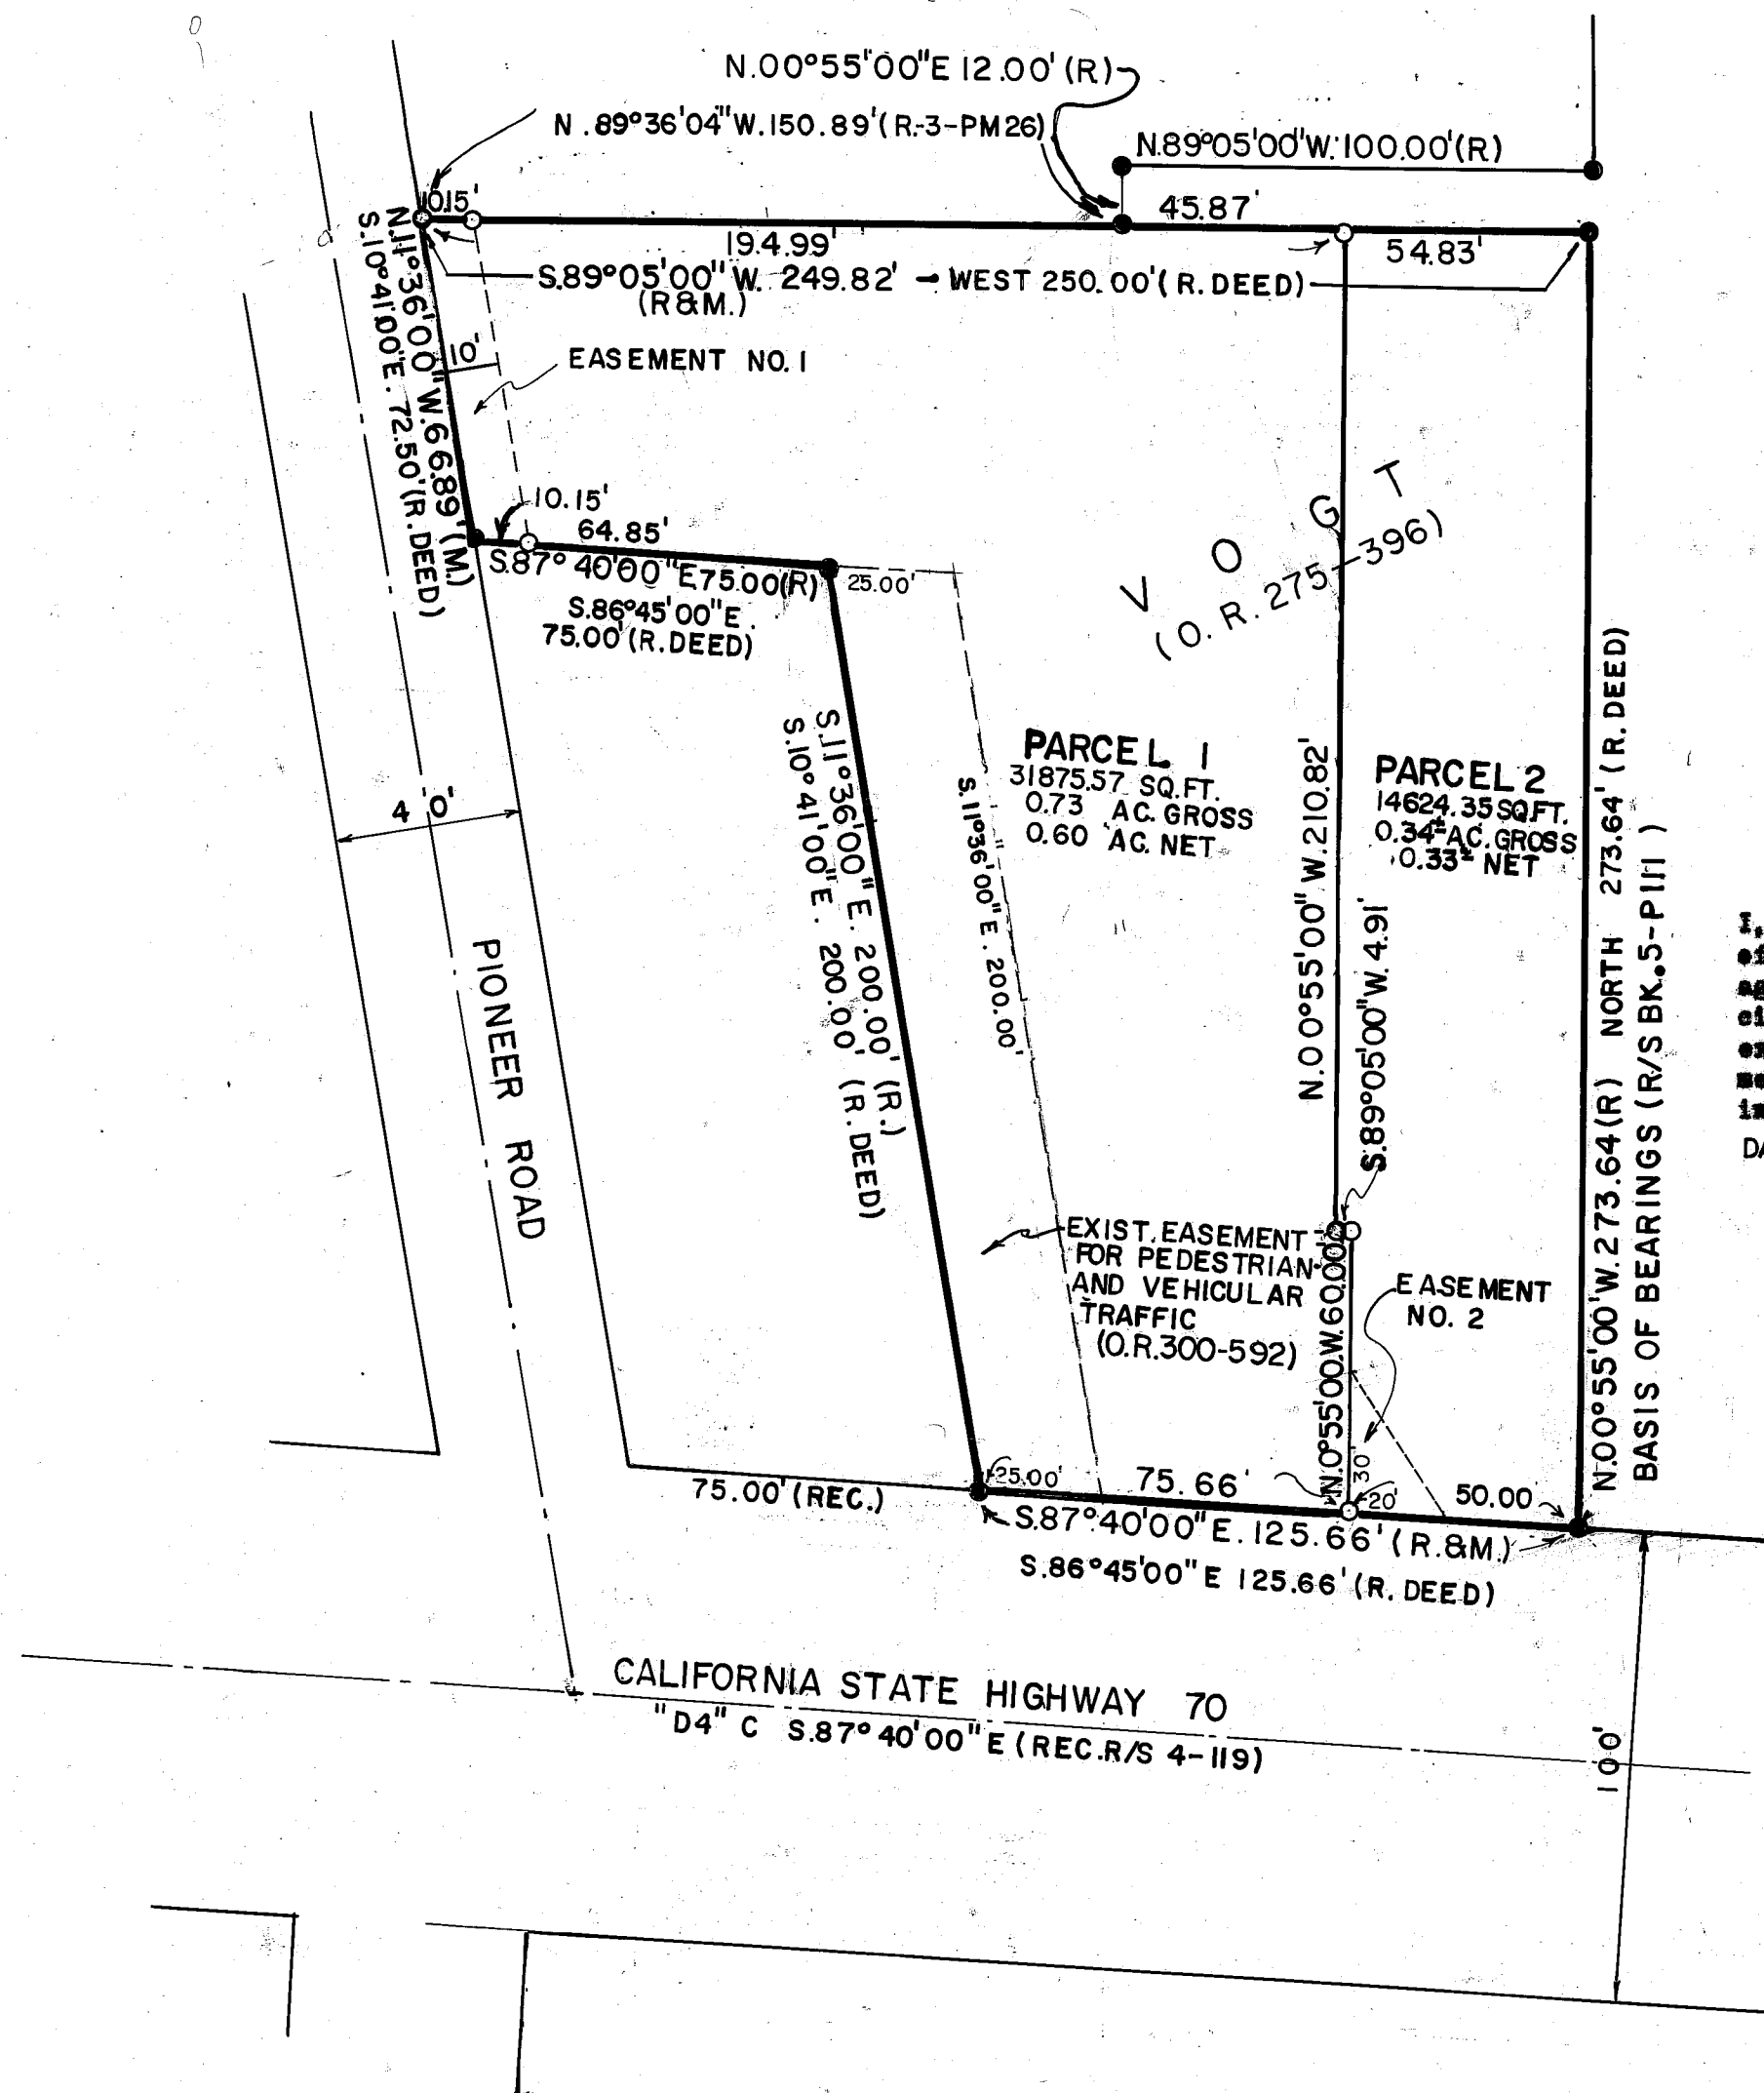 N.00°55'00"E 12.00' (R)
N.89°36'04"W.150.89'(R-3-PM26)
N.89°05'00"W.100.00'(R)
10.15'
45.87'
194.99'
54.83'
S.89°05'00"W. 249.82' WEST 250.00'(R.DEED)
(R&M.)
N.11°36'00"W.66.89'(M.)
S.10°41'00"E.72.50'(R.DEED)
10'
EASEMENT NO.1
10.15'
64.85'
S.87°40'00"E75.00(R)
25.00'
S.86°45'00"E.
75.00'(R.DEED)
VOGT
(O.R. 275-396)
S.11°36'00"E. 200.00' (R.)
S.10°41'00"E. 200.00' (R.DEED)
S.11°36'00"E. 200.00'
PARCEL 1
31875.57 SQ.FT.
0.73 AC. GROSS
0.60 AC. NET
PARCEL 2
14624.35 SQ.FT.
0.34± AC. GROSS
0.33± NET
N.00°55'00"W.210.82'
S.89°05'00"W.4.91'
N.00°55'00"W.273.64(R) NORTH 273.64' (R.DEED)
BASIS OF BEARINGS (R/S BK.5-P111)
40'
PIONEER ROAD
EXIST. EASEMENT
FOR PEDESTRIAN
AND VEHICULAR
TRAFFIC
(O.R.300-592)
N.0°55'00W.60.00'
EASEMENT
NO. 2
30'
20'
25.00'
75.66'
50.00
75.00'(REC.)
S.87°40'00"E.125.66'(R.&M.)
S.86°45'00"E 125.66'(R. DEED)
CALIFORNIA STATE HIGHWAY 70
"D4" C S.87°40'00"E (REC.R/S 4-119)
100'
I,